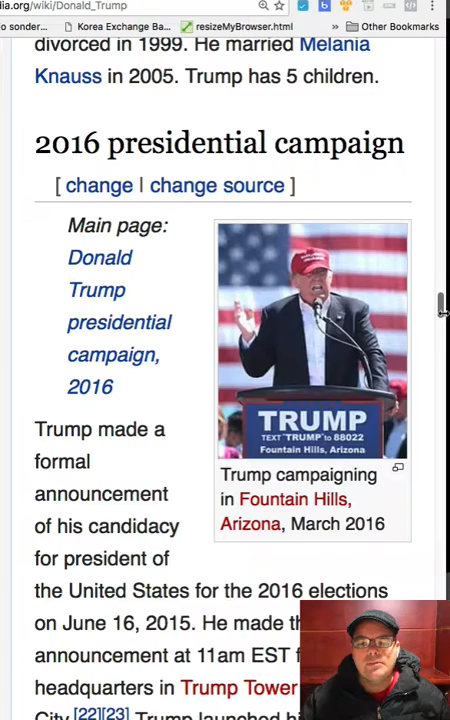 dia.org/wiki/Donald_Trump
o sonder...
Korea Exchange Ba...
resizeMyBrowser.html
»
Other Bookmarks
divorced in 1999. He married Melania
Knauss in 2005. Trump has 5 children.
2016 presidential campaign
[ change | change source ]
Main page:
Donald
Trump
presidential
campaign,
2016
TRUMP
TEXT "TRUMP" to 88022
Fountain Hills, Arizona
Trump campaigning
in Fountain Hills,
Arizona, March 2016
Trump made a
formal
announcement
of his candidacy
for president of
the United States for the 2016 elections
on June 16, 2015. He made
announcement at 11am EST
headquarters in Trump Tower
City.[22][23] Trump launched